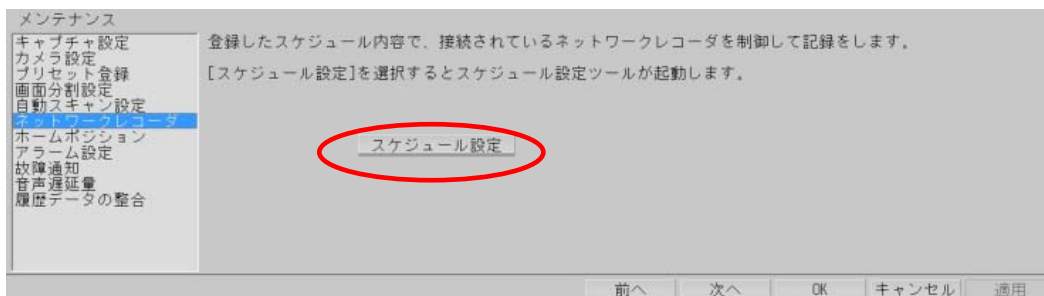 メンテナンス
キャプチャ設定
カメラ設定
プリセット登録
画面分割設定
自動スキャン設定
ネットワークレコーダ
ホームポジション
アラーム設定
故障通知
音声遅延量
履歴データの整合
登録したスケジュール内容で、接続されているネットワークレコーダを制御して記録をします。
[スケジュール設定]を選択するとスケジュール設定ツールが起動します。
スケジュール設定
前へ 次へ OK キャンセル 適用